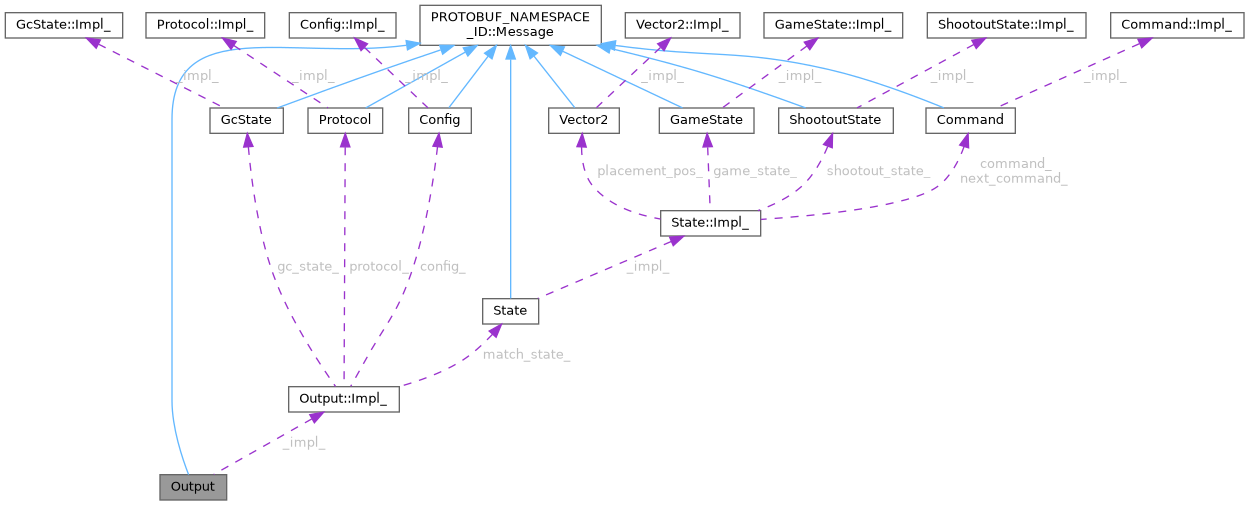 GcState::Impl_
Protocol::Impl_
Config::Impl_
PROTOBUF_NAMESPACE
_ID::Message
Vector2::Impl_
GameState::Impl_
ShootoutState::Impl_
Command::Impl_
_impl_
_impl_
_impl_
_impl_
_impl_
_impl_
_impl_
GcState
Protocol
Config
Vector2
GameState
ShootoutState
Command
placement_pos_
game_state_
shootout_state_
command_
next_command_
State::Impl_
gc_state_
protocol_
config_
_impl_
State
match_state_
Output::Impl_
_impl_
Output